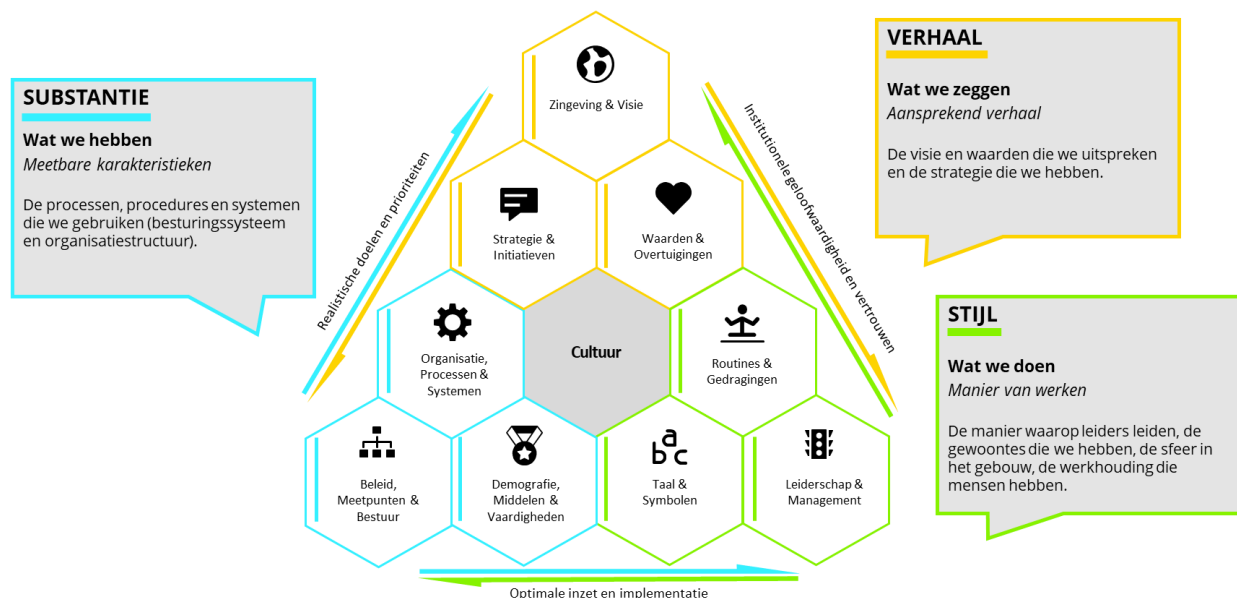 SUBSTANTIE
Wat we hebben
Meetbare karakteristieken
De processen, procedures en systemen
die we gebruiken (besturingssysteem
en organisatiestructuur).
Realistische doelen en prioriteiten
Zingeving & Visie
Strategie &
Initiatieven
Waarden &
Overtuigingen
Organisatie,
Processen &
Systemen
Cultuur
Routines &
Gedragingen
Beleid,
Meetpunten &
Bestuur
Demografie,
Middelen &
Vaardigheden
a
b c
Taal &
Symbolen
Leiderschap &
Management
Optimale inzet en implementatie
Institutionele geloofwaardigheid en vertrouwen
VERHAAL
Wat we zeggen
Aansprekend verhaal
De visie en waarden die we uitspreken
en de strategie die we hebben.
STIJL
Wat we doen
Manier van werken
De manier waarop leiders leiden, de
gewoontes die we hebben, de sfeer in
het gebouw, de werkhouding die
mensen hebben.